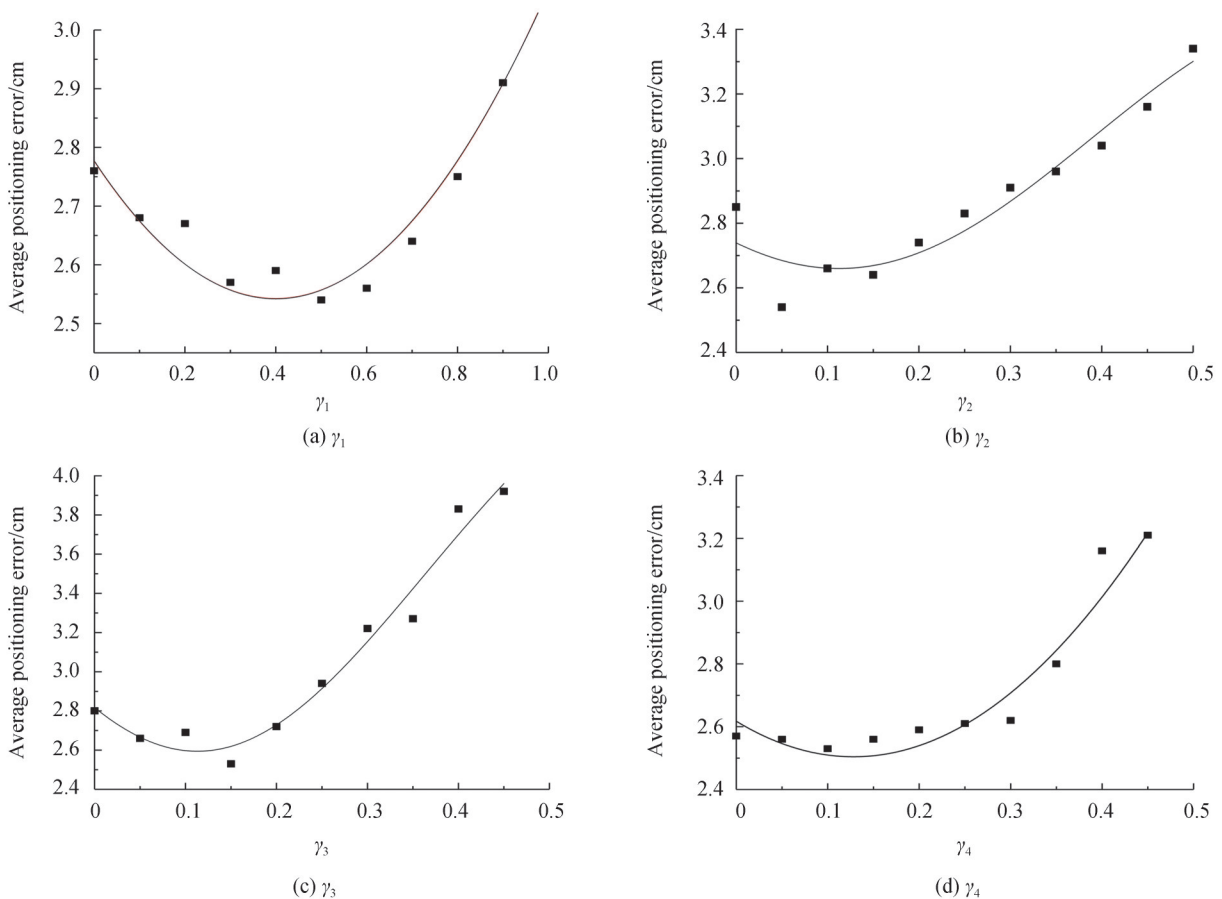 Average positioning error/cm
3.0
2.9
2.8
2.7
2.6
2.5
0 0.2 0.4 0.6 0.8 1.0
γ1
(a) γ1
Average positioning error/cm
3.4
3.2
3.0
2.8
2.6
2.4
0 0.1 0.2 0.3 0.4 0.5
γ2
(b) γ2
Average positioning error/cm
4.0
3.8
3.6
3.4
3.2
3.0
2.8
2.6
2.4
0 0.1 0.2 0.3 0.4 0.5
γ3
(c) γ3
Average positioning error/cm
3.4
3.2
3.0
2.8
2.6
2.4
0 0.1 0.2 0.3 0.4 0.5
γ4
(d) γ4